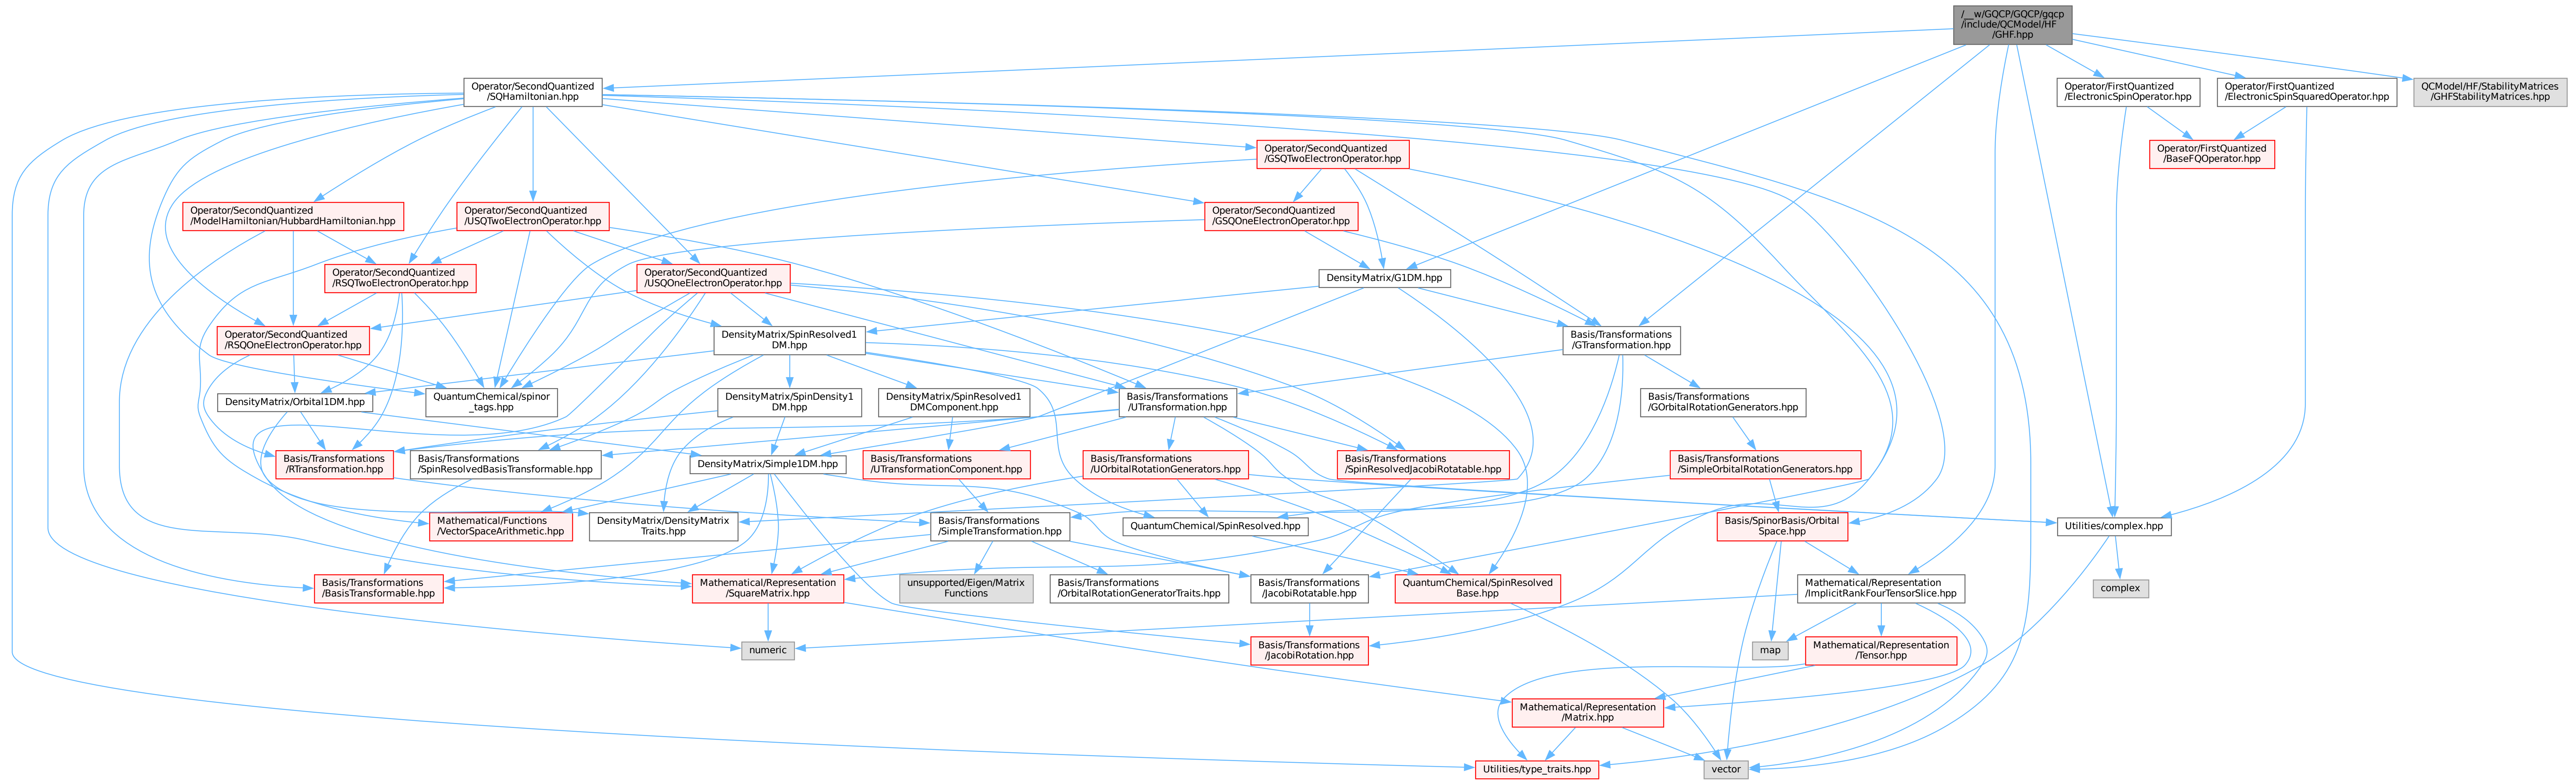 /__w/GQCP/GQCP/gqcp
/include/QCModel/HF
/GHF.hpp
Operator/SecondQuantized
/SQHamiltonian.hpp
Operator/FirstQuantized
/ElectronicSpinOperator.hpp
Operator/FirstQuantized
/ElectronicSpinSquaredOperator.hpp
QCModel/HF/StabilityMatrices
/GHFStabilityMatrices.hpp
Operator/SecondQuantized
/GSQTwoElectronOperator.hpp
Operator/FirstQuantized
/BaseFQOperator.hpp
Operator/SecondQuantized
/ModelHamiltonian/HubbardHamiltonian.hpp
Operator/SecondQuantized
/USQTwoElectronOperator.hpp
Operator/SecondQuantized
/GSQOneElectronOperator.hpp
Operator/SecondQuantized
/RSQTwoElectronOperator.hpp
Operator/SecondQuantized
/USQOneElectronOperator.hpp
DensityMatrix/G1DM.hpp
Operator/SecondQuantized
/RSQOneElectronOperator.hpp
DensityMatrix/SpinResolved1
DM.hpp
Basis/Transformations
/GTransformation.hpp
DensityMatrix/Orbital1DM.hpp
QuantumChemical/spinor
_tags.hpp
DensityMatrix/SpinDensity1
DM.hpp
DensityMatrix/SpinResolved1
DMComponent.hpp
Basis/Transformations
/UTransformation.hpp
Basis/Transformations
/GOrbitalRotationGenerators.hpp
Basis/Transformations
/RTransformation.hpp
Basis/Transformations
/SpinResolvedBasisTransformable.hpp
DensityMatrix/Simple1DM.hpp
Basis/Transformations
/UTransformationComponent.hpp
Basis/Transformations
/UOrbitalRotationGenerators.hpp
Basis/Transformations
/SpinResolvedJacobiRotatable.hpp
Basis/Transformations
/SimpleOrbitalRotationGenerators.hpp
Mathematical/Functions
/VectorSpaceArithmetic.hpp
DensityMatrix/DensityMatrix
Traits.hpp
Basis/Transformations
/SimpleTransformation.hpp
QuantumChemical/SpinResolved.hpp
Basis/SpinorBasis/Orbital
Space.hpp
Utilities/complex.hpp
Basis/Transformations
/BasisTransformable.hpp
Mathematical/Representation
/SquareMatrix.hpp
unsupported/Eigen/Matrix
Functions
Basis/Transformations
/OrbitalRotationGeneratorTraits.hpp
Basis/Transformations
/JacobiRotatable.hpp
QuantumChemical/SpinResolved
Base.hpp
Mathematical/Representation
/ImplicitRankFourTensorSlice.hpp
complex
numeric
Basis/Transformations
/JacobiRotation.hpp
map
Mathematical/Representation
/Tensor.hpp
Mathematical/Representation
/Matrix.hpp
Utilities/type_traits.hpp
vector